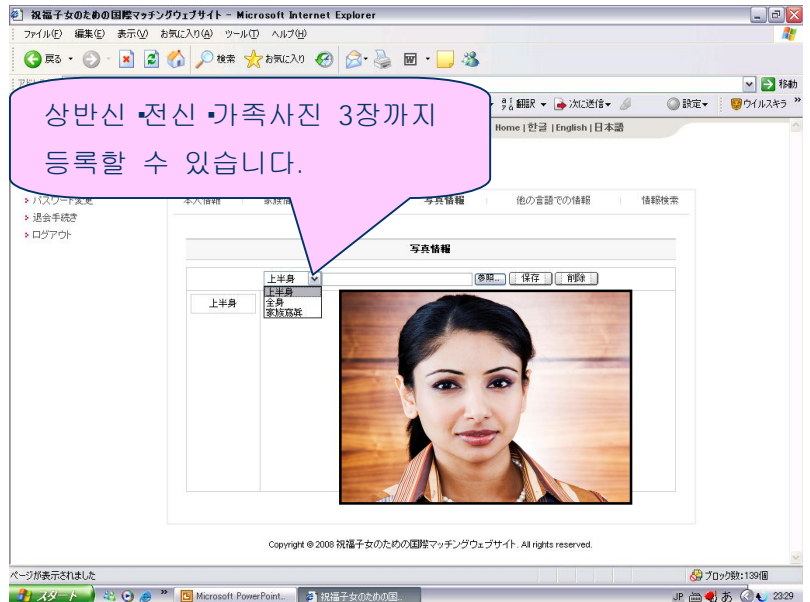 祝福子女のための国際マッチングウェブサイト - Microsoft Internet Explorer
ファイル(F) 編集(E) 表示(V) お気に入り(A) ツール(T) ヘルプ(H)
戻る 検索 お気に入り
移動
翻訳 次に送信 設定 ウイルスキラ »
상반신 ▪전신 ▪가족사진 3장까지
등록할 수 있습니다.
Home | 한글 | English | 日本語
パスワード変更
退会手続き
ログアウト
本人情報 写真情報 他の言語での情報 情報検索
写真情報
上半身 参照... 保存 削除
上半身
全身
家族寫眞
上半身
Copyright © 2008 祝福子女のための国際マッチングウェブサイト. All rights reserved.
ページが表示されました ブロック数:139個
スタート » Microsoft PowerPoint... 祝福子女のための国... JP あ 23:29